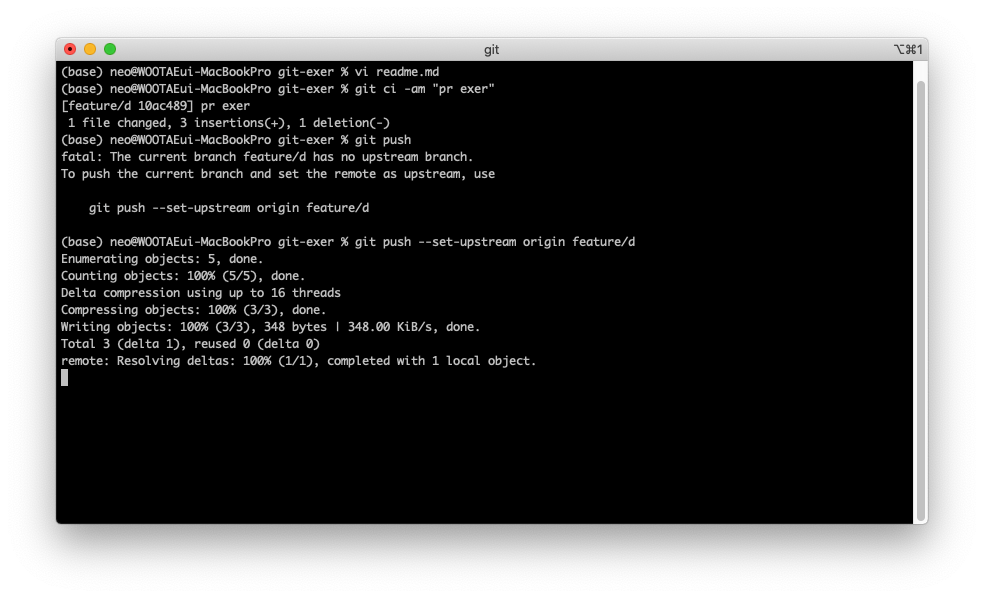 git
⌥⌘1
(base) neo@WOOTAEui-MacBookPro git-exer % vi readme.md
(base) neo@WOOTAEui-MacBookPro git-exer % git ci -am "pr exer"
[feature/d 10ac489] pr exer
 1 file changed, 3 insertions(+), 1 deletion(-)
(base) neo@WOOTAEui-MacBookPro git-exer % git push
fatal: The current branch feature/d has no upstream branch.
To push the current branch and set the remote as upstream, use

    git push --set-upstream origin feature/d

(base) neo@WOOTAEui-MacBookPro git-exer % git push --set-upstream origin feature/d
Enumerating objects: 5, done.
Counting objects: 100% (5/5), done.
Delta compression using up to 16 threads
Compressing objects: 100% (3/3), done.
Writing objects: 100% (3/3), 348 bytes | 348.00 KiB/s, done.
Total 3 (delta 1), reused 0 (delta 0)
remote: Resolving deltas: 100% (1/1), completed with 1 local object.